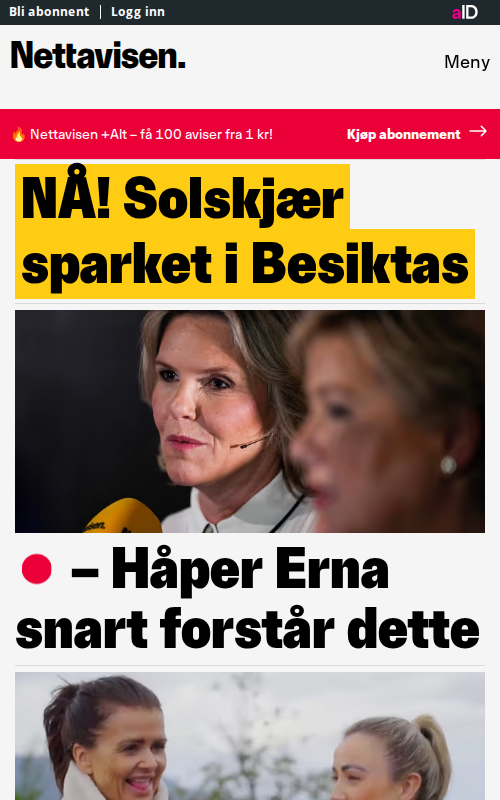 Bli abonnent | Logg inn
aID
Nettavisen.
Meny
🔥 Nettavisen +Alt – få 100 aviser fra 1 kr!
Kjøp abonnement →
NÅ! Solskjær
sparket i Besiktas
– Håper Erna
snart forstår dette